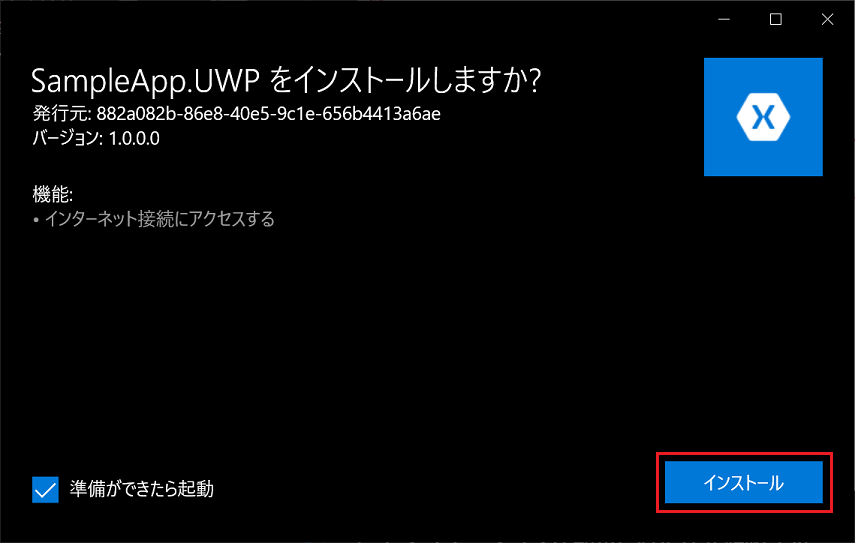 SampleApp.UWP をインストールしますか?
発行元: 882a082b-86e8-40e5-9c1e-656b4413a6ae
バージョン: 1.0.0.0
機能:
• インターネット接続にアクセスする
準備ができたら起動
インストール